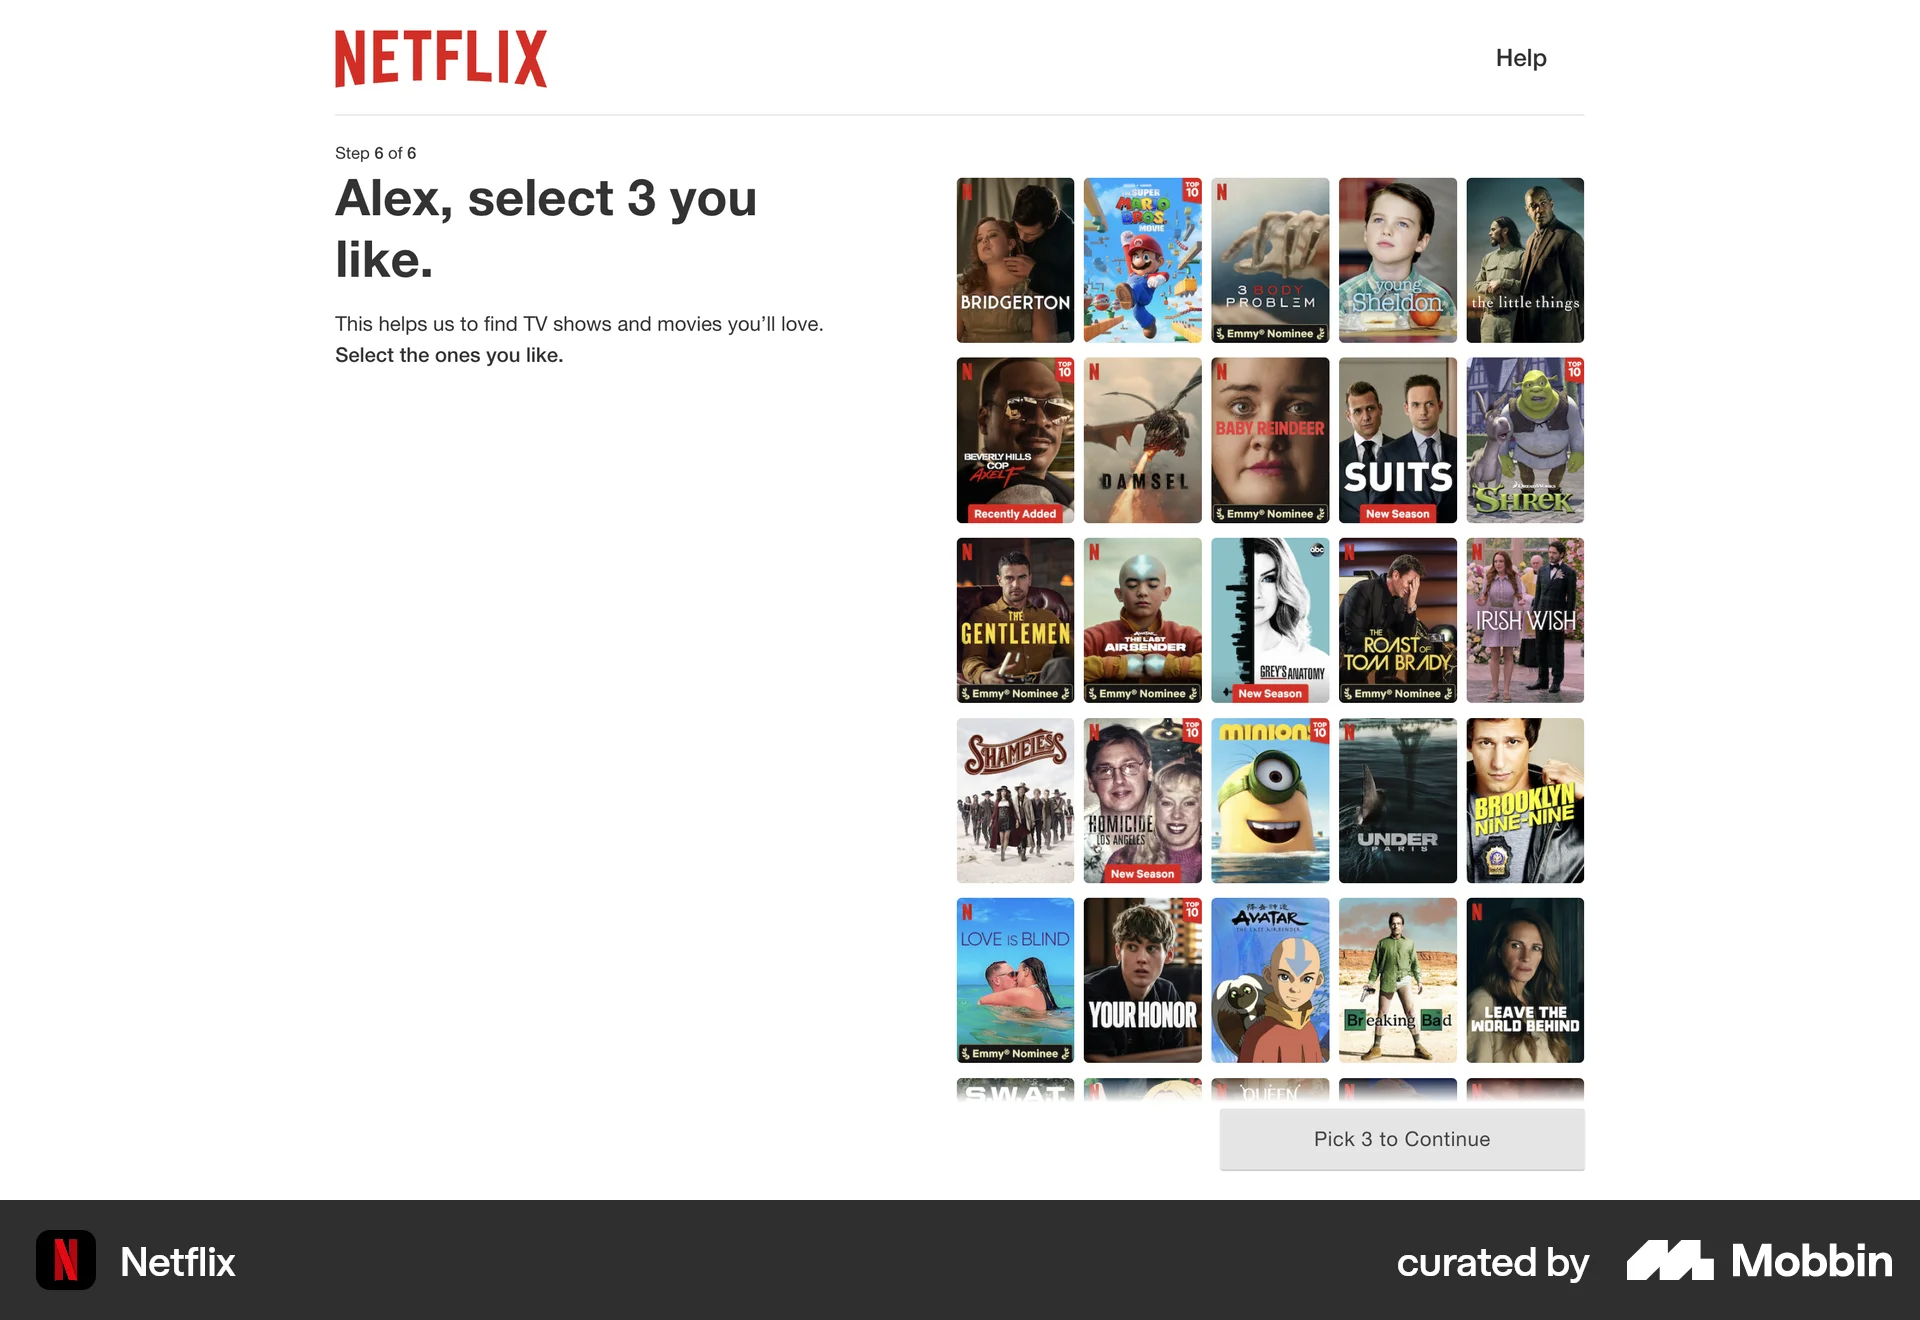 NETFLIX
Help
Step 6 of 6
Alex, select 3 you
like.
This helps us to find TV shows and movies you'll love.
Select the ones you like.
BRIDGERTON
TOP
10
THE SUPER
MARIO
BROS.
MOVIE
3 BODY
PROBLEM
Emmy® Nominee
young
Sheldon
the little things
TOP
10
BEVERLY HILLS
COP
AXEL F
Recently Added
DAMSEL
BABY REINDEER
Emmy® Nominee
SUITS
New Season
TOP
10
DREAMWORKS
SHREK
THE
GENTLEMEN
Emmy® Nominee
AVATAR
THE LAST
AIRBENDER
Emmy® Nominee
abc
GREY'S ANATOMY
New Season
THE
ROAST OF
TOM BRADY
Emmy® Nominee
IRISH WISH
SHAMELESS
TOP
10
HOMICIDE
LOS ANGELES
New Season
MINION
TOP
10
UNDER
PARIS
BROOKLYN
NINE-NINE
LOVE IS BLIND
Emmy® Nominee
TOP
10
YOUR HONOR
AVATAR
THE LAST AIRBENDER
Breaking Bad
LEAVE THE
WORLD BEHIND
S.W.A.T.
QUEEN
Pick 3 to Continue
Netflix
curated by
Mobbin